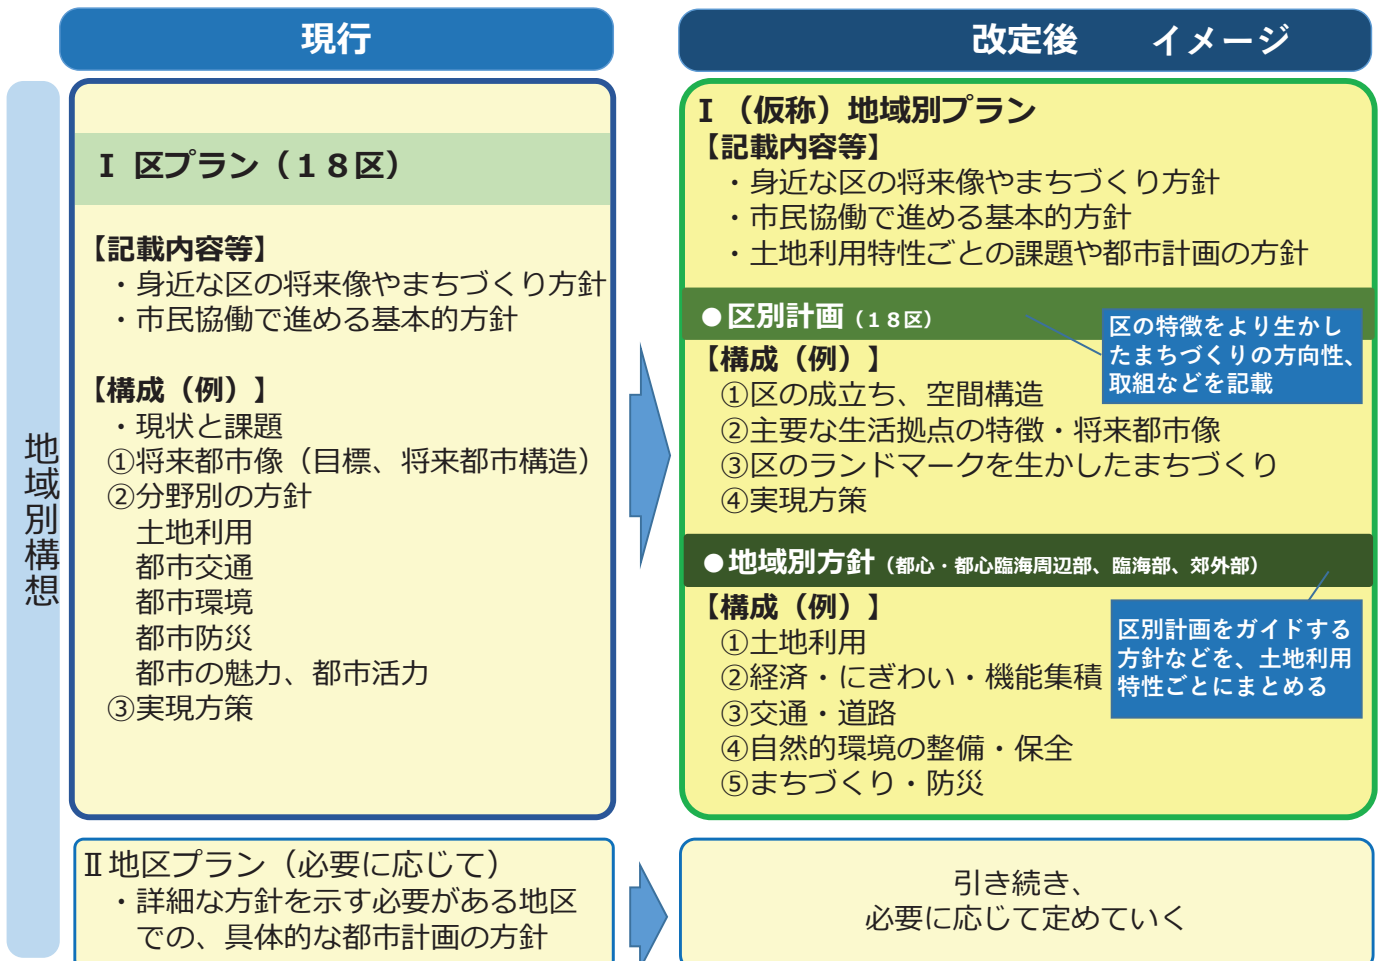 現行
改定後　　イメージ
地域別構想
Ⅰ 区プラン（１８区）
【記載内容等】
・身近な区の将来像やまちづくり方針
・市民協働で進める基本的方針
【構成（例）】
・現状と課題
①将来都市像（目標、将来都市構造）
②分野別の方針
土地利用
都市交通
都市環境
都市防災
都市の魅力、都市活力
③実現方策
Ⅰ（仮称）地域別プラン
【記載内容等】
・身近な区の将来像やまちづくり方針
・市民協働で進める基本的方針
・土地利用特性ごとの課題や都市計画の方針
●区別計画（１８区）
区の特徴をより生かし
たまちづくりの方向性、
取組などを記載
【構成（例）】
①区の成立ち、空間構造
②主要な生活拠点の特徴・将来都市像
③区のランドマークを生かしたまちづくり
④実現方策
●地域別方針（都心・都心臨海周辺部、臨海部、郊外部）
区別計画をガイドする
方針などを、土地利用
特性ごとにまとめる
【構成（例）】
①土地利用
②経済・にぎわい・機能集積
③交通・道路
④自然的環境の整備・保全
⑤まちづくり・防災
Ⅱ地区プラン（必要に応じて）
・詳細な方針を示す必要がある地区
での、具体的な都市計画の方針
引き続き、
必要に応じて定めていく